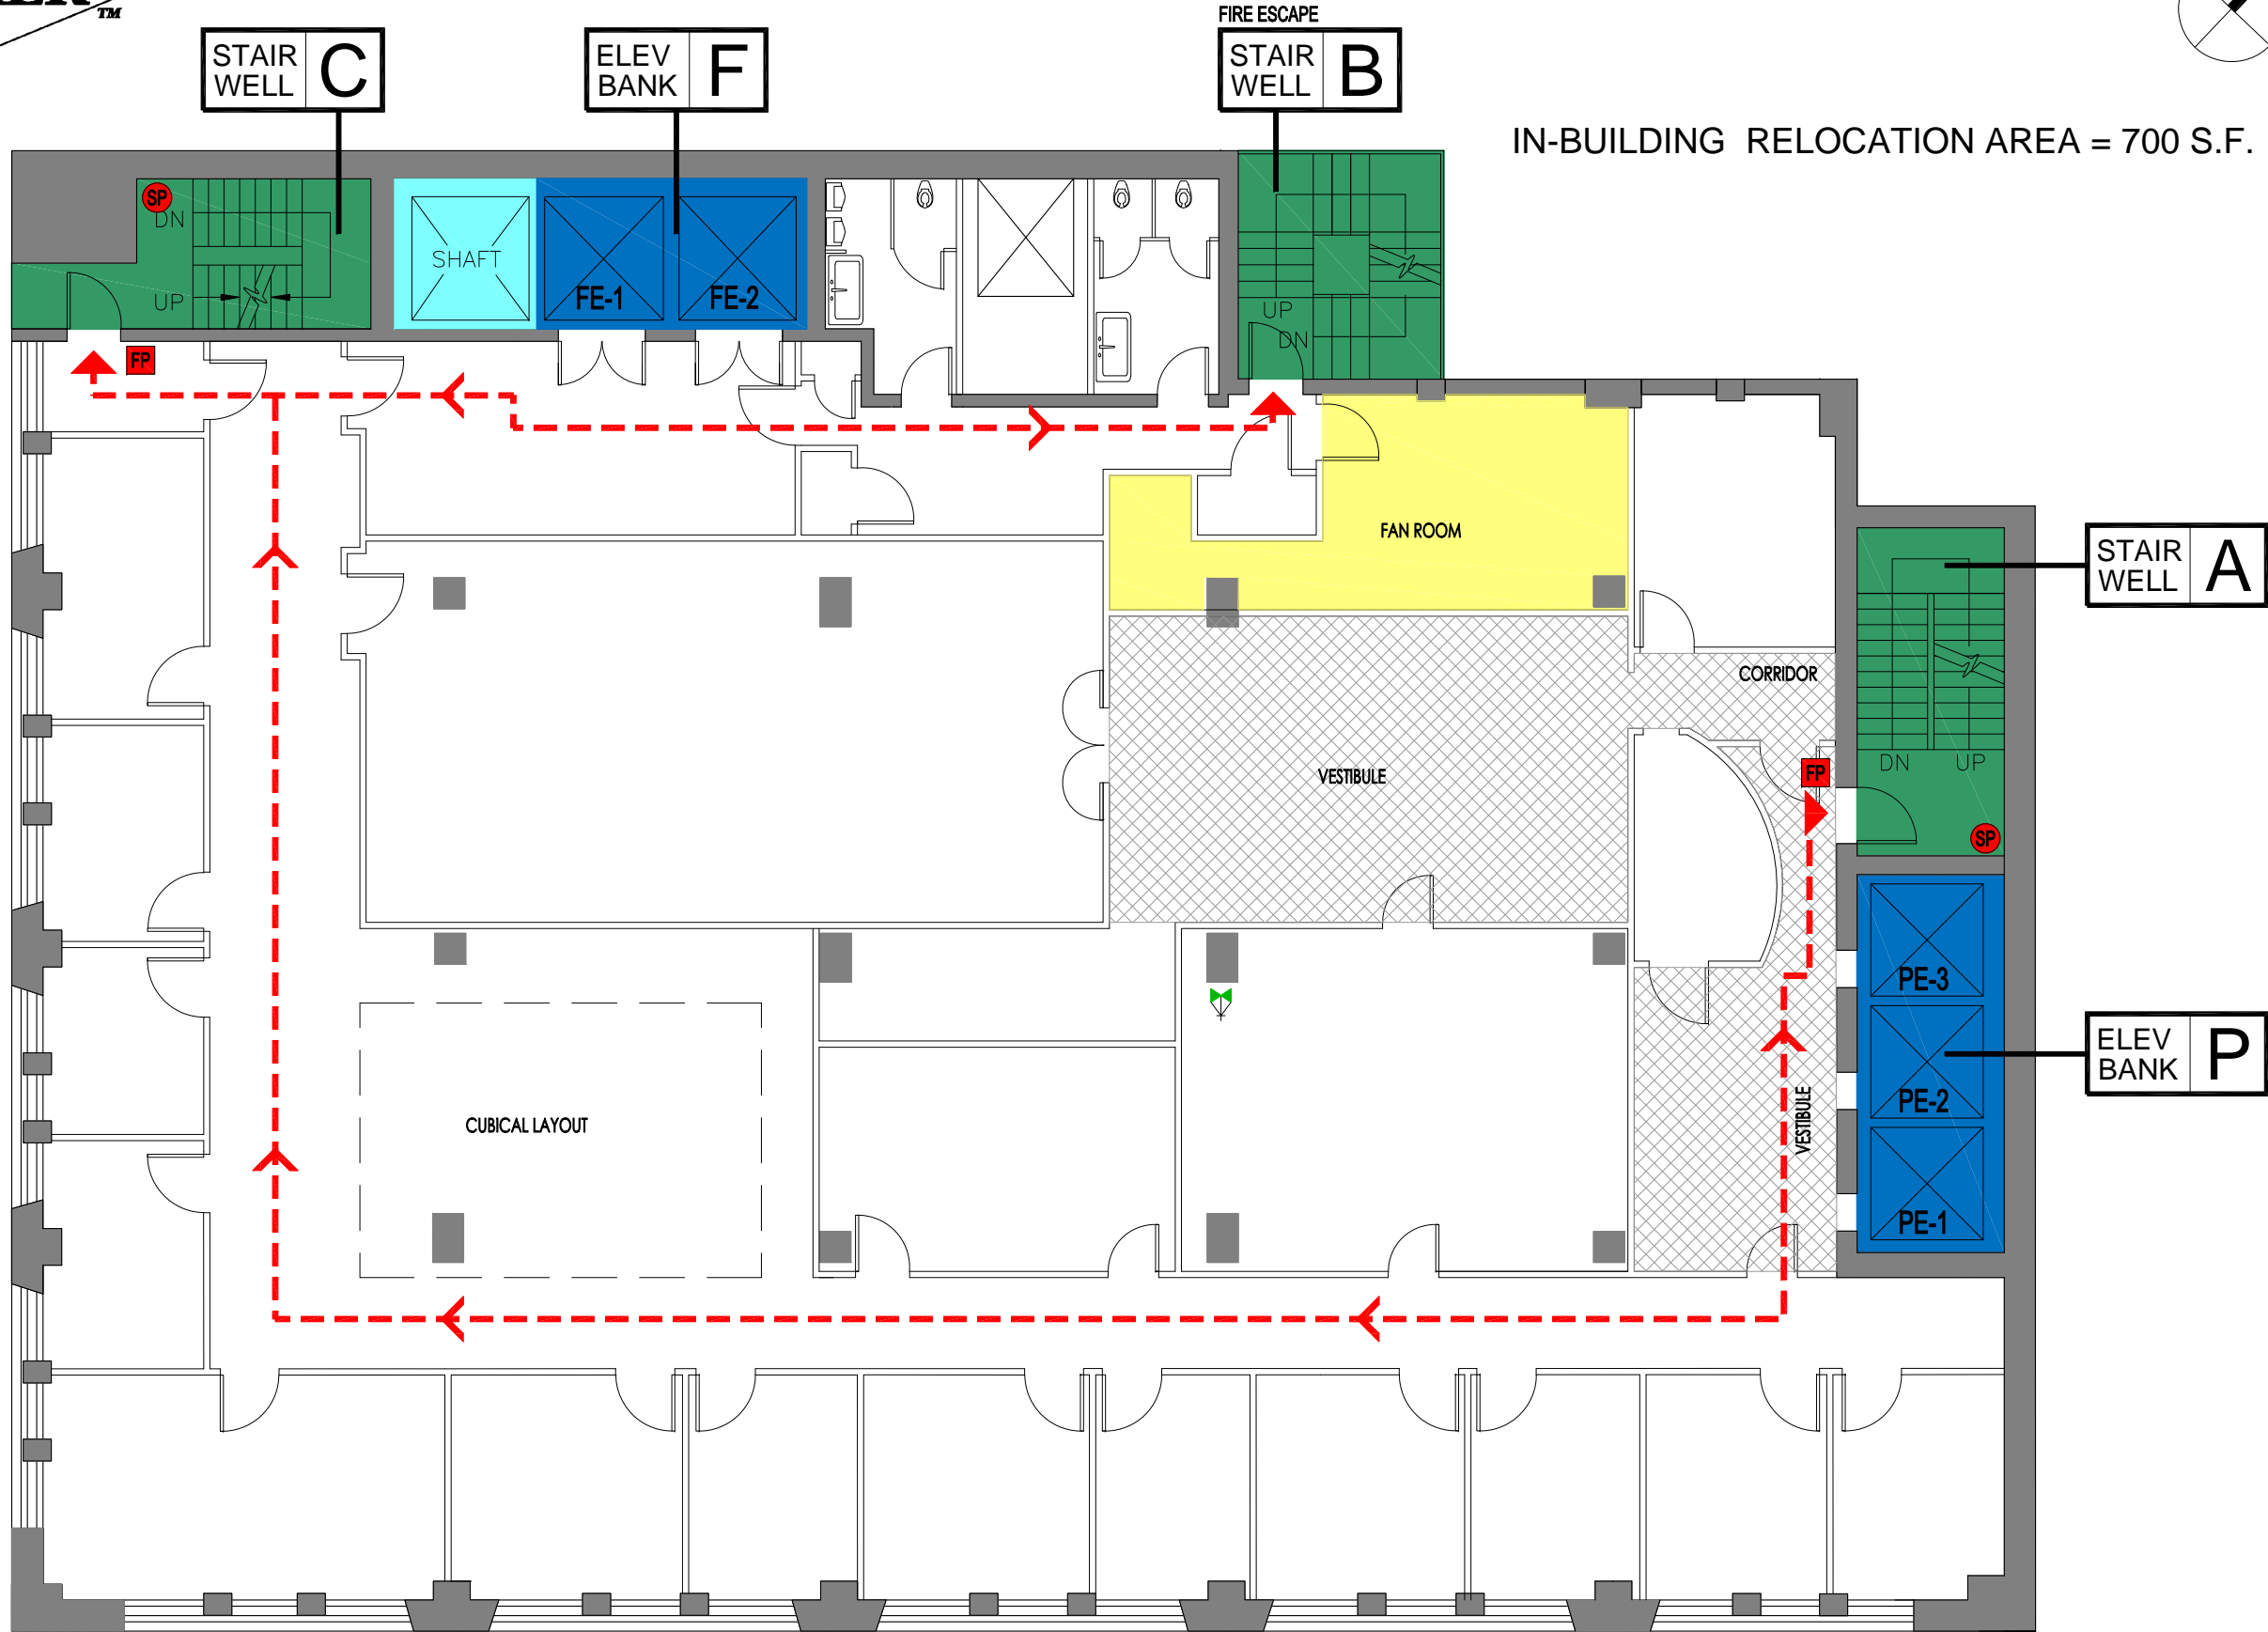 ™
FIRE ESCAPE
STAIR
WELL
C
ELEV
BANK
F
STAIR
WELL
B
IN-BUILDING RELOCATION AREA = 700 S.F.
SP
DN
UP
SHAFT
FE-1
FE-2
UP
DN
FP
FAN ROOM
STAIR
WELL
A
CORRIDOR
VESTIBULE
FP
DN
UP
SP
PE-3
ELEV
BANK
P
PE-2
VESTIBULE
CUBICAL LAYOUT
PE-1